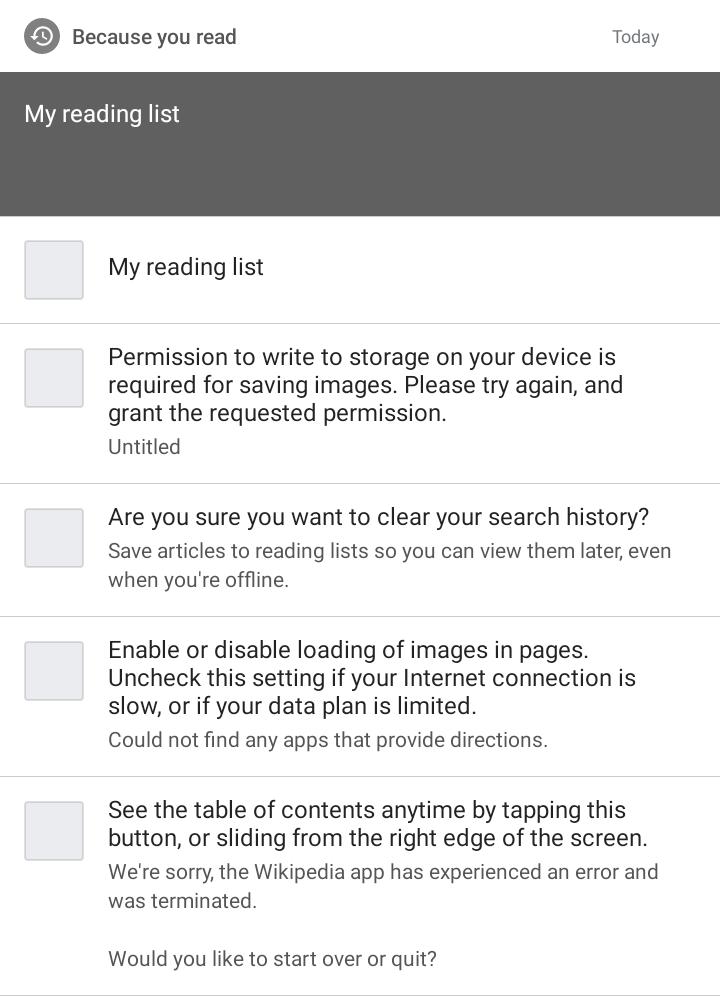 Because you read
Today
My reading list
My reading list
Permission to write to storage on your device is
required for saving images. Please try again, and
grant the requested permission.
Untitled
Are you sure you want to clear your search history?
Save articles to reading lists so you can view them later, even
when you're offline.
Enable or disable loading of images in pages.
Uncheck this setting if your Internet connection is
slow, or if your data plan is limited.
Could not find any apps that provide directions.
See the table of contents anytime by tapping this
button, or sliding from the right edge of the screen.
We're sorry, the Wikipedia app has experienced an error and
was terminated.
Would you like to start over or quit?